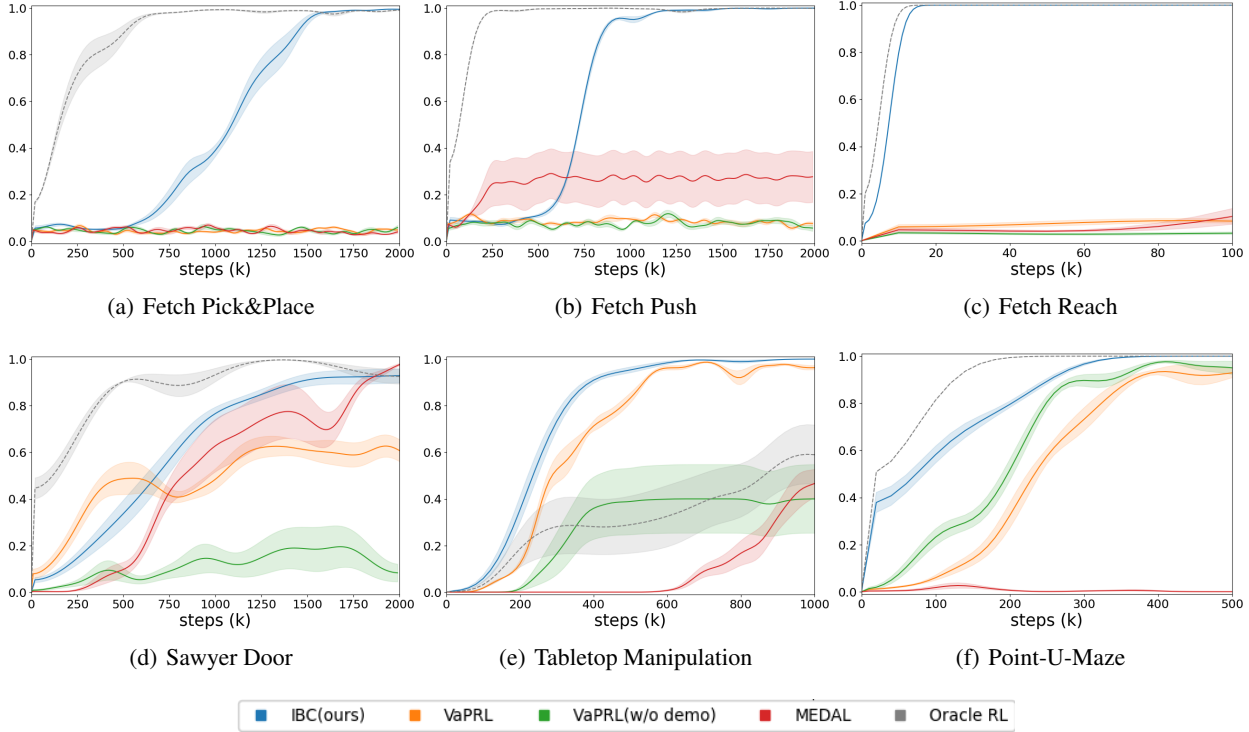 1.0
0.8
0.6
0.4
0.2
0.0
0 250 500 750 1000 1250 1500 1750 2000
steps (k)
(a) Fetch Pick&Place
1.0
0.8
0.6
0.4
0.2
0.0
0 250 500 750 1000 1250 1500 1750 2000
steps (k)
(b) Fetch Push
1.0
0.8
0.6
0.4
0.2
0.0
20 40 60 80 100
steps (k)
(c) Fetch Reach
1.0
0.8
0.6
0.4
0.2
0.0
0 250 500 750 1000 1250 1500 1750 2000
steps (k)
(d) Sawyer Door
1.0
0.8
0.6
0.4
0.2
0.0
0 200 400 600 800 1000
steps (k)
(e) Tabletop Manipulation
1.0
0.8
0.6
0.4
0.2
0.0
0 100 200 300 400 500
steps (k)
(f) Point-U-Maze
IBC(ours) VaPRL VaPRL(w/o demo) MEDAL Oracle RL